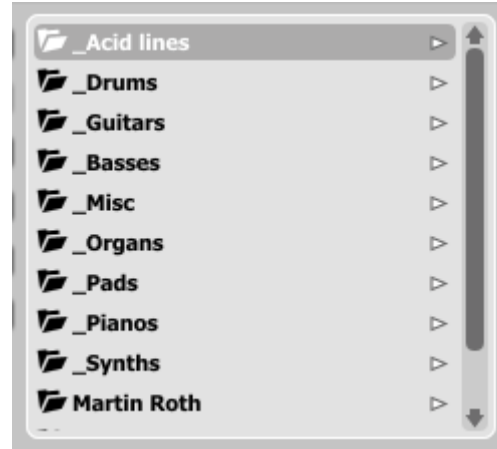 _Acid lines
_Drums
_Guitars
_Basses
_Misc
_Organs
_Pads
_Pianos
_Synths
Martin Roth